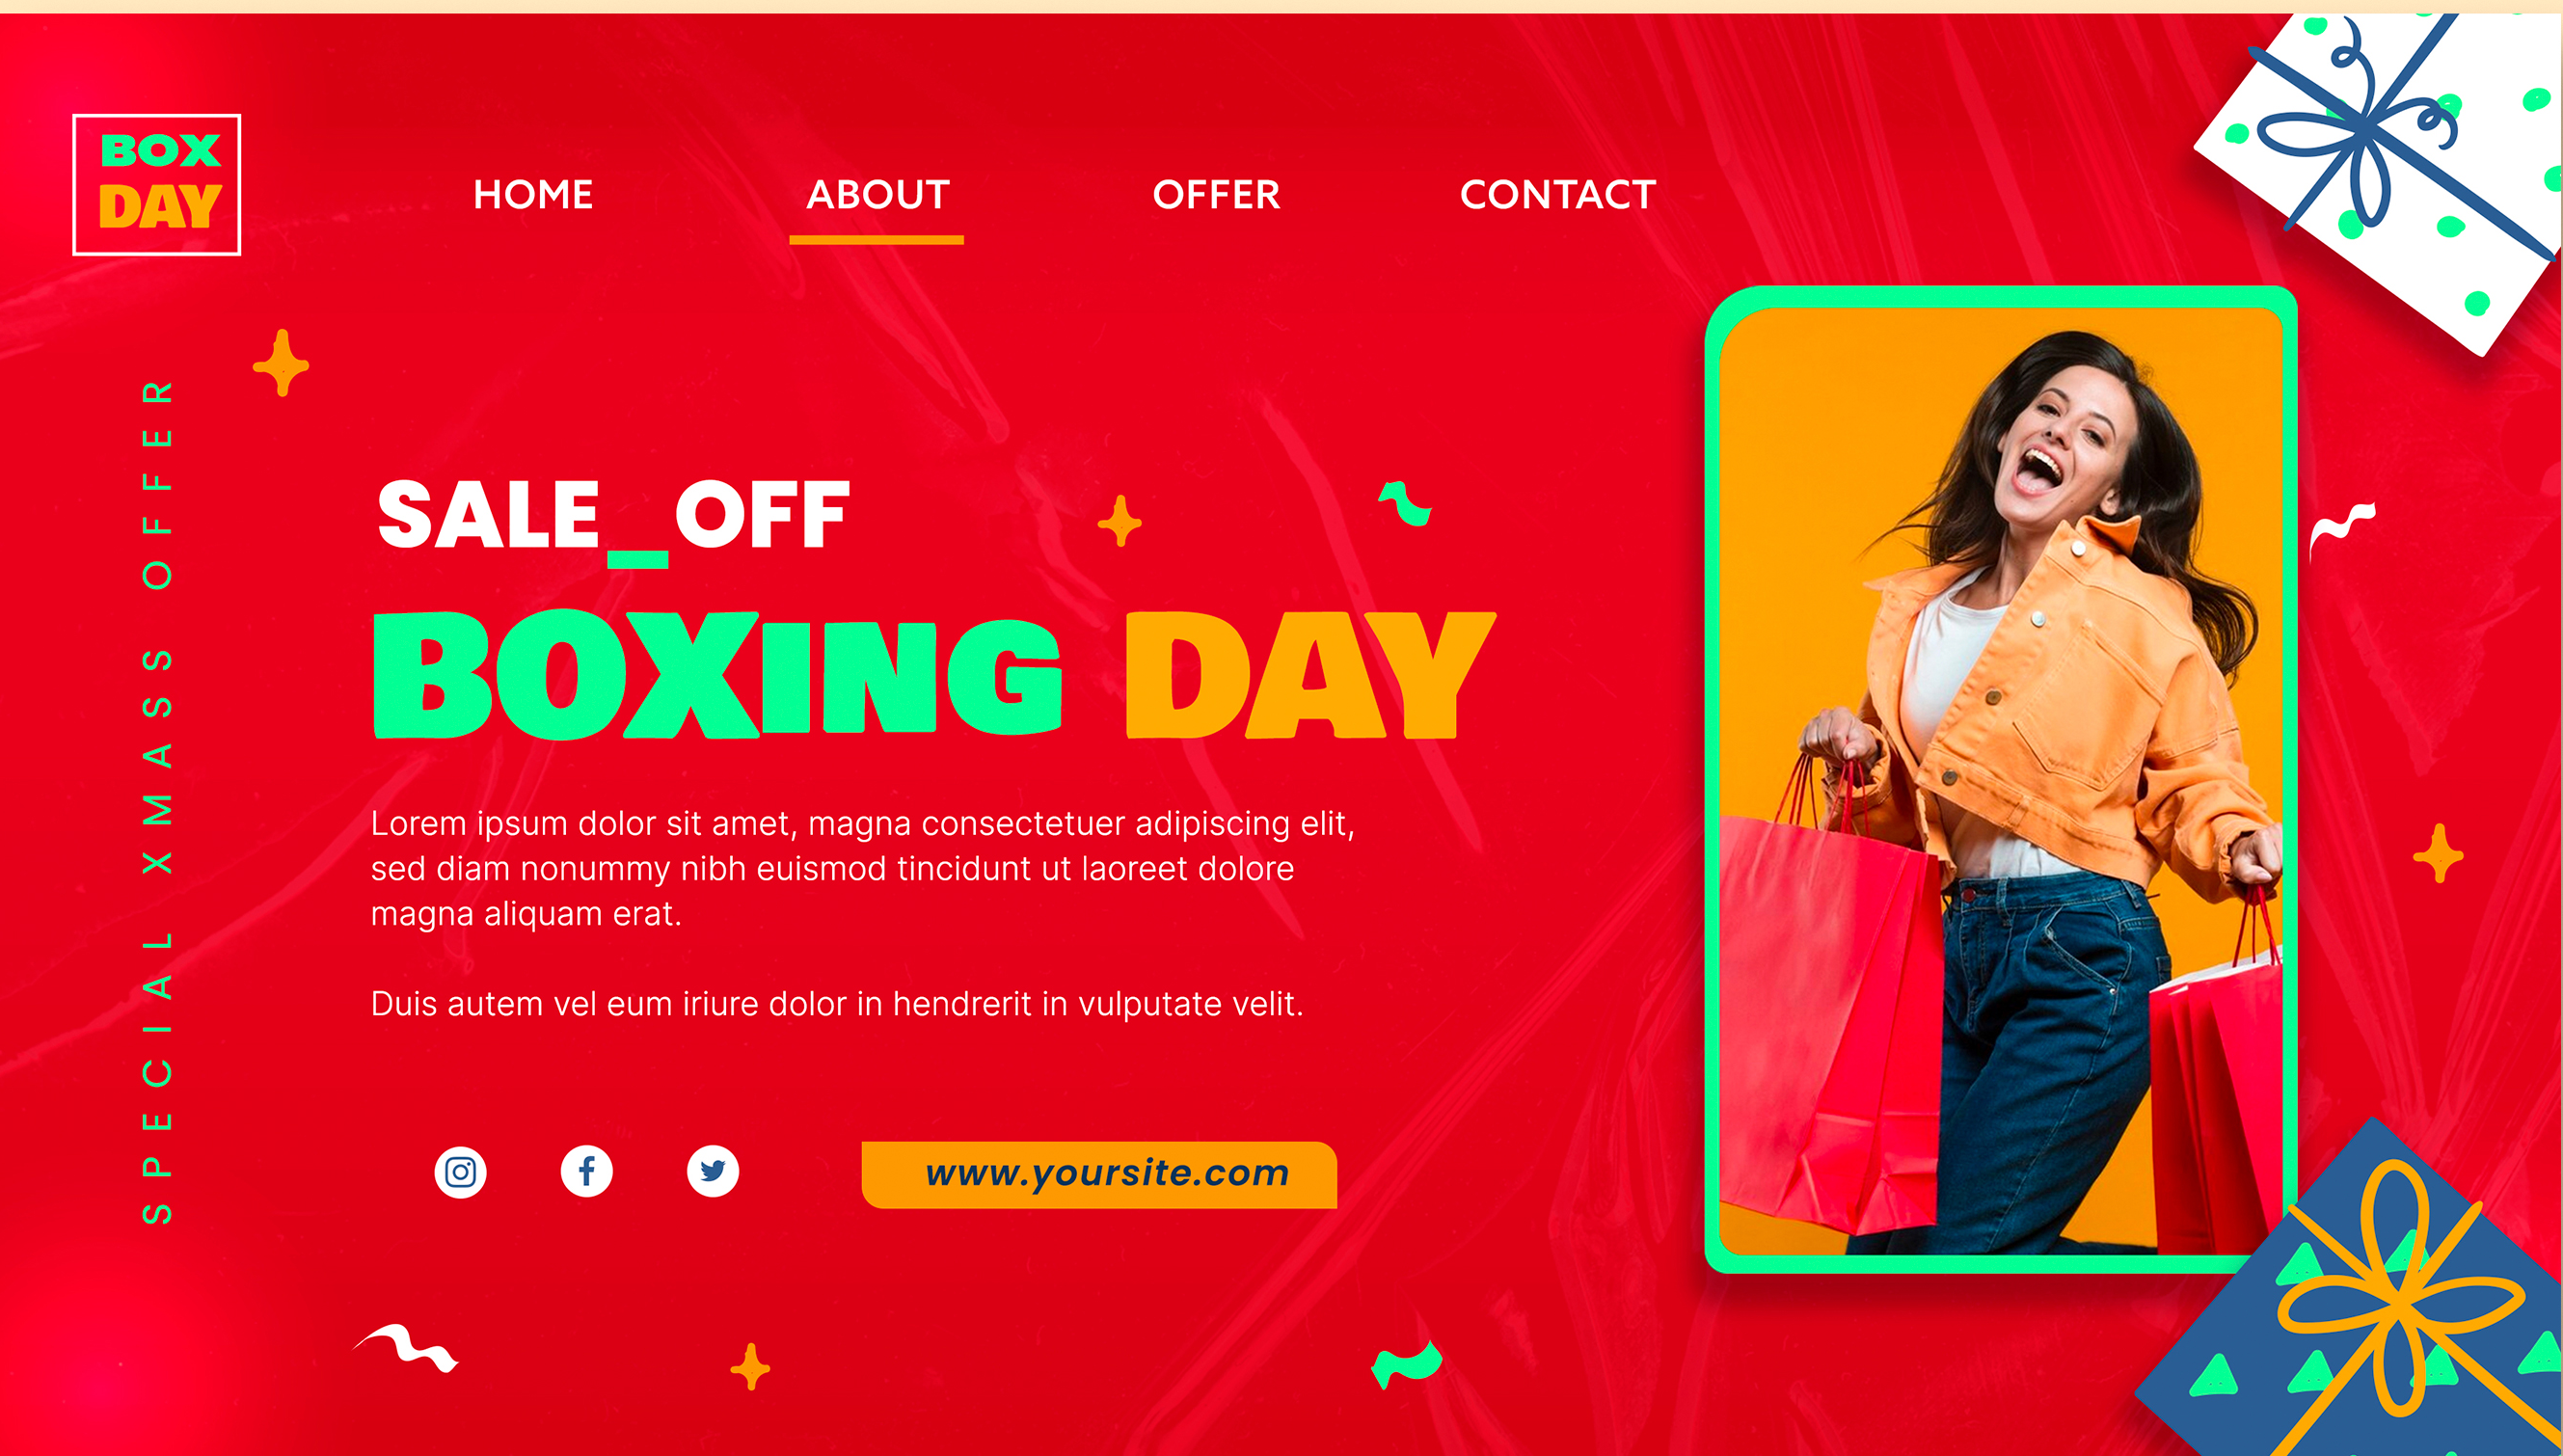 BOX
DAY
HOME
ABOUT
OFFER
CONTACT
SPECIAL XMASS OFFER
SALE_OFF
BOXING DAY
Lorem ipsum dolor sit amet, magna consectetuer adipiscing elit,
sed diam nonummy nibh euismod tincidunt ut laoreet dolore
magna aliquam erat.
Duis autem vel eum iriure dolor in hendrerit in vulputate velit.
www.yoursite.com